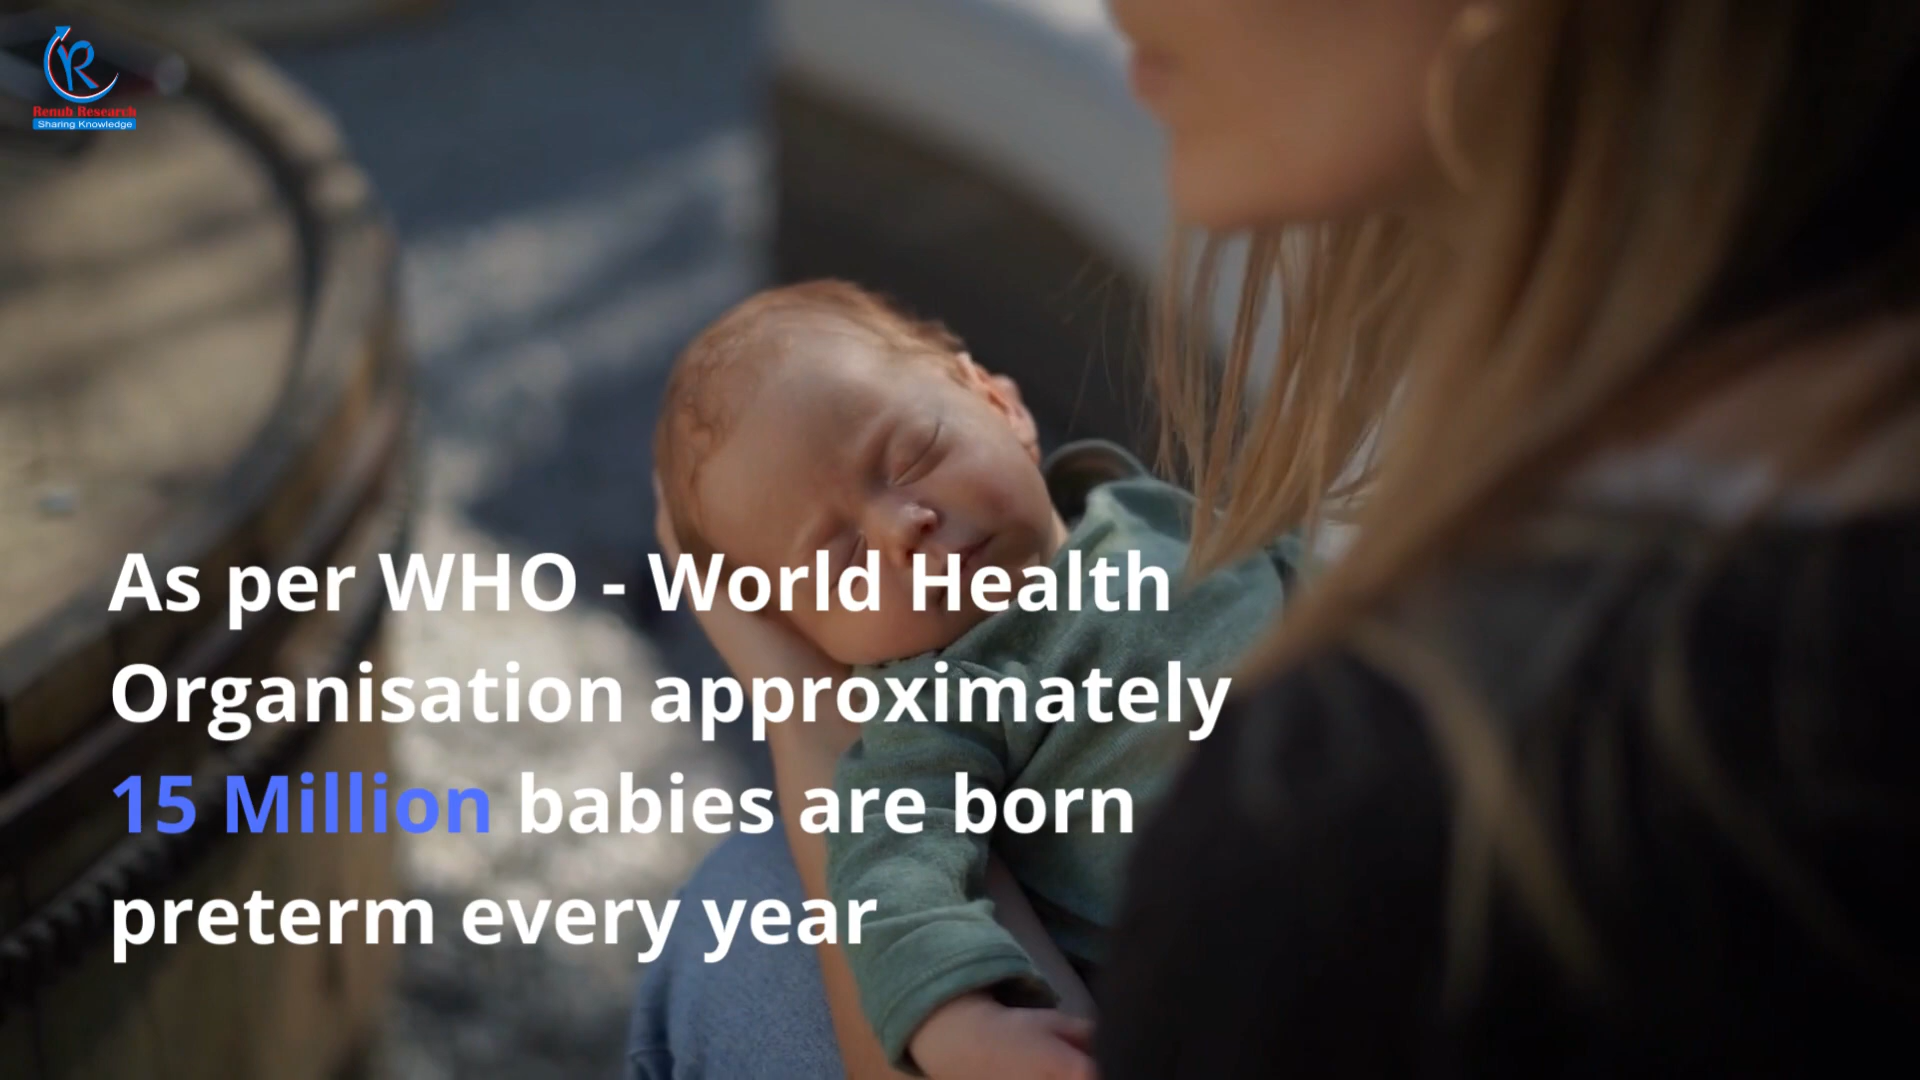 Renub Research
Sharing Knowledge
As per WHO - World Health
Organisation approximately
15 Million babies are born
preterm every year